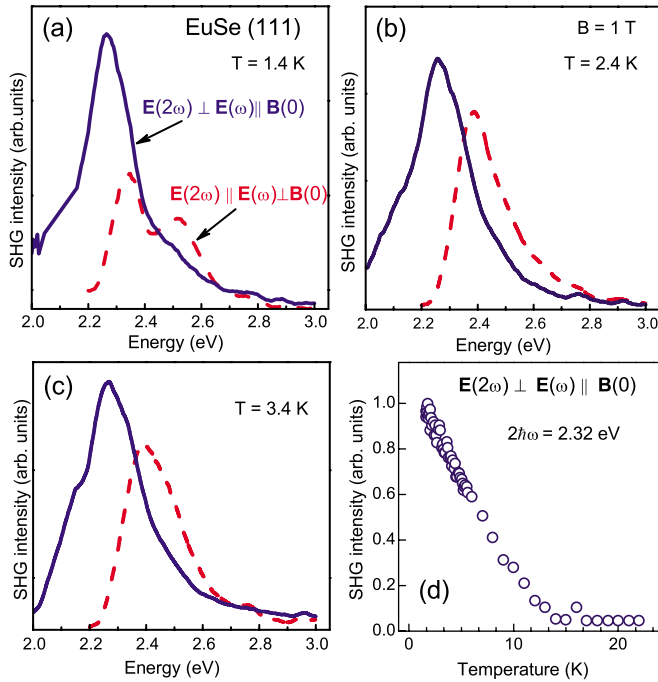 (a)
EuSe (111)
T = 1.4 K
E(2ω) ⊥ E(ω)∥ B(0)
E(2ω) ∥ E(ω)⊥B(0)
SHG intensity (arb.units)
2.0 2.2 2.4 2.6 2.8 3.0
Energy (eV)
(b)
B = 1 T
T = 2.4 K
SHG intensity (arb. units)
2.0 2.2 2.4 2.6 2.8 3.0
Energy (eV)
(c)
T = 3.4 K
SHG intensity (arb. units)
2.0 2.2 2.4 2.6 2.8 3.0
Energy (eV)
E(2ω) ⊥ E(ω) ∥ B(0)
2ħω = 2.32 eV
SHG intensity (arb. units)
1.0
0.8
0.6
0.4
0.2
0.0
(d)
0 10 20
Temperature (K)